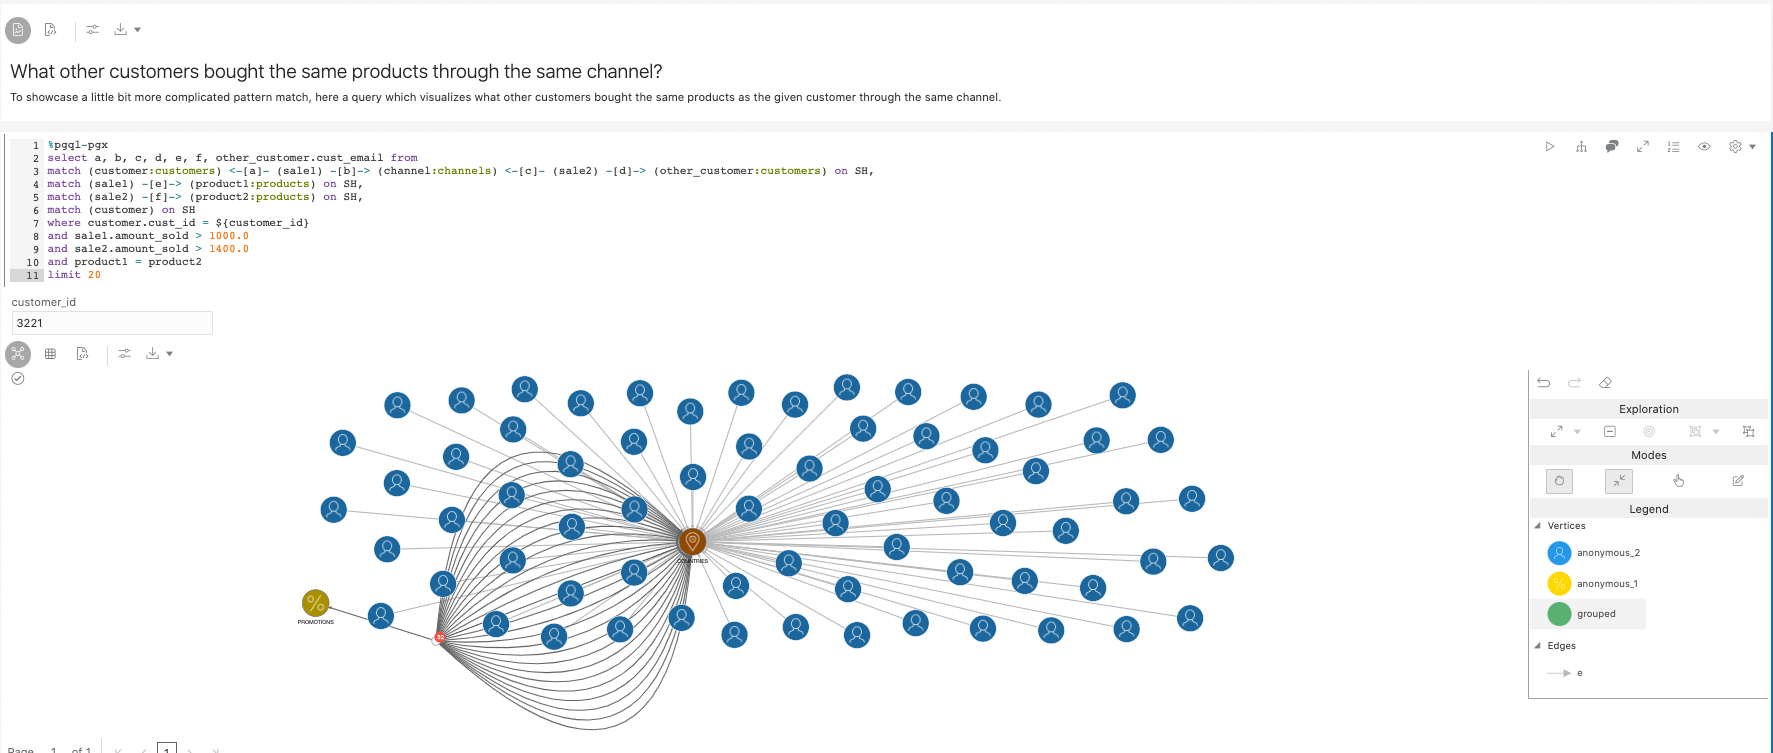 What other customers bought the same products through the same channel?
To showcase a little bit more complicated pattern match, here a query which visualizes what other customers bought the same products as the given customer through the same channel.
1 %pgql-pgx
2 select a, b, c, d, e, f, other_customer.cust_email from
3 match (customer:customers) <-[a]- (sale1) -[b]-> (channel:channels) <-[c]- (sale2) -[d]-> (other_customer:customers) on SH,
4 match (sale1) -[e]-> (product1:products) on SH,
5 match (sale2) -[f]-> (product2:products) on SH,
6 match (customer) on SH
7 where customer.cust_id = ${customer_id}
8 and sale1.amount_sold > 1000.0
9 and sale2.amount_sold > 1400.0
10 and product1 = product2
11 limit 20
customer_id
3221
Exploration
Modes
Legend
Vertices
anonymous_2
anonymous_1
grouped
Edges
e
COUNTRIES
PROMOTIONS
32
Page 1 of 1
1